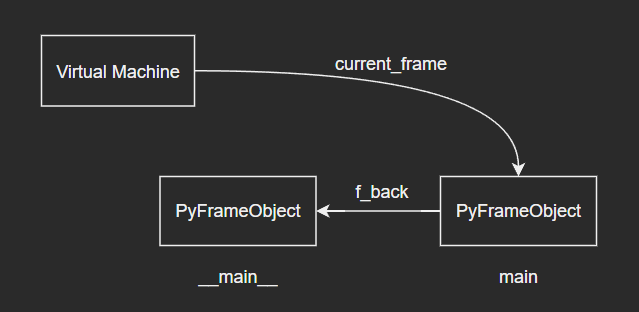 Virtual Machine
current_frame
PyFrameObject
f_back
PyFrameObject
__main__
main